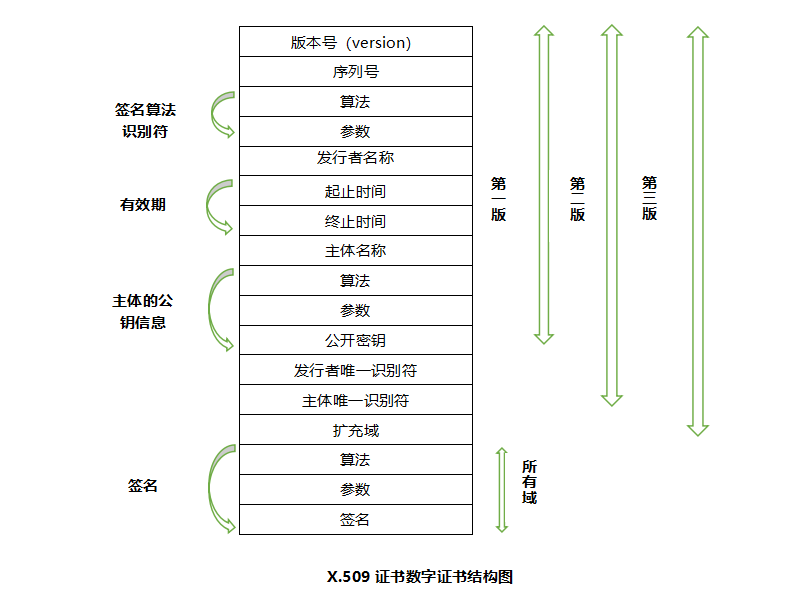 版本号（version）
序列号
签名算法
识别符
算法
参数
发行者名称
有效期
起止时间
终止时间
主体名称
主体的公
钥信息
算法
参数
公开密钥
发行者唯一识别符
主体唯一识别符
扩充域
签名
算法
参数
签名
第一版
第二版
第三版
所有域
X.509 证书数字证书结构图